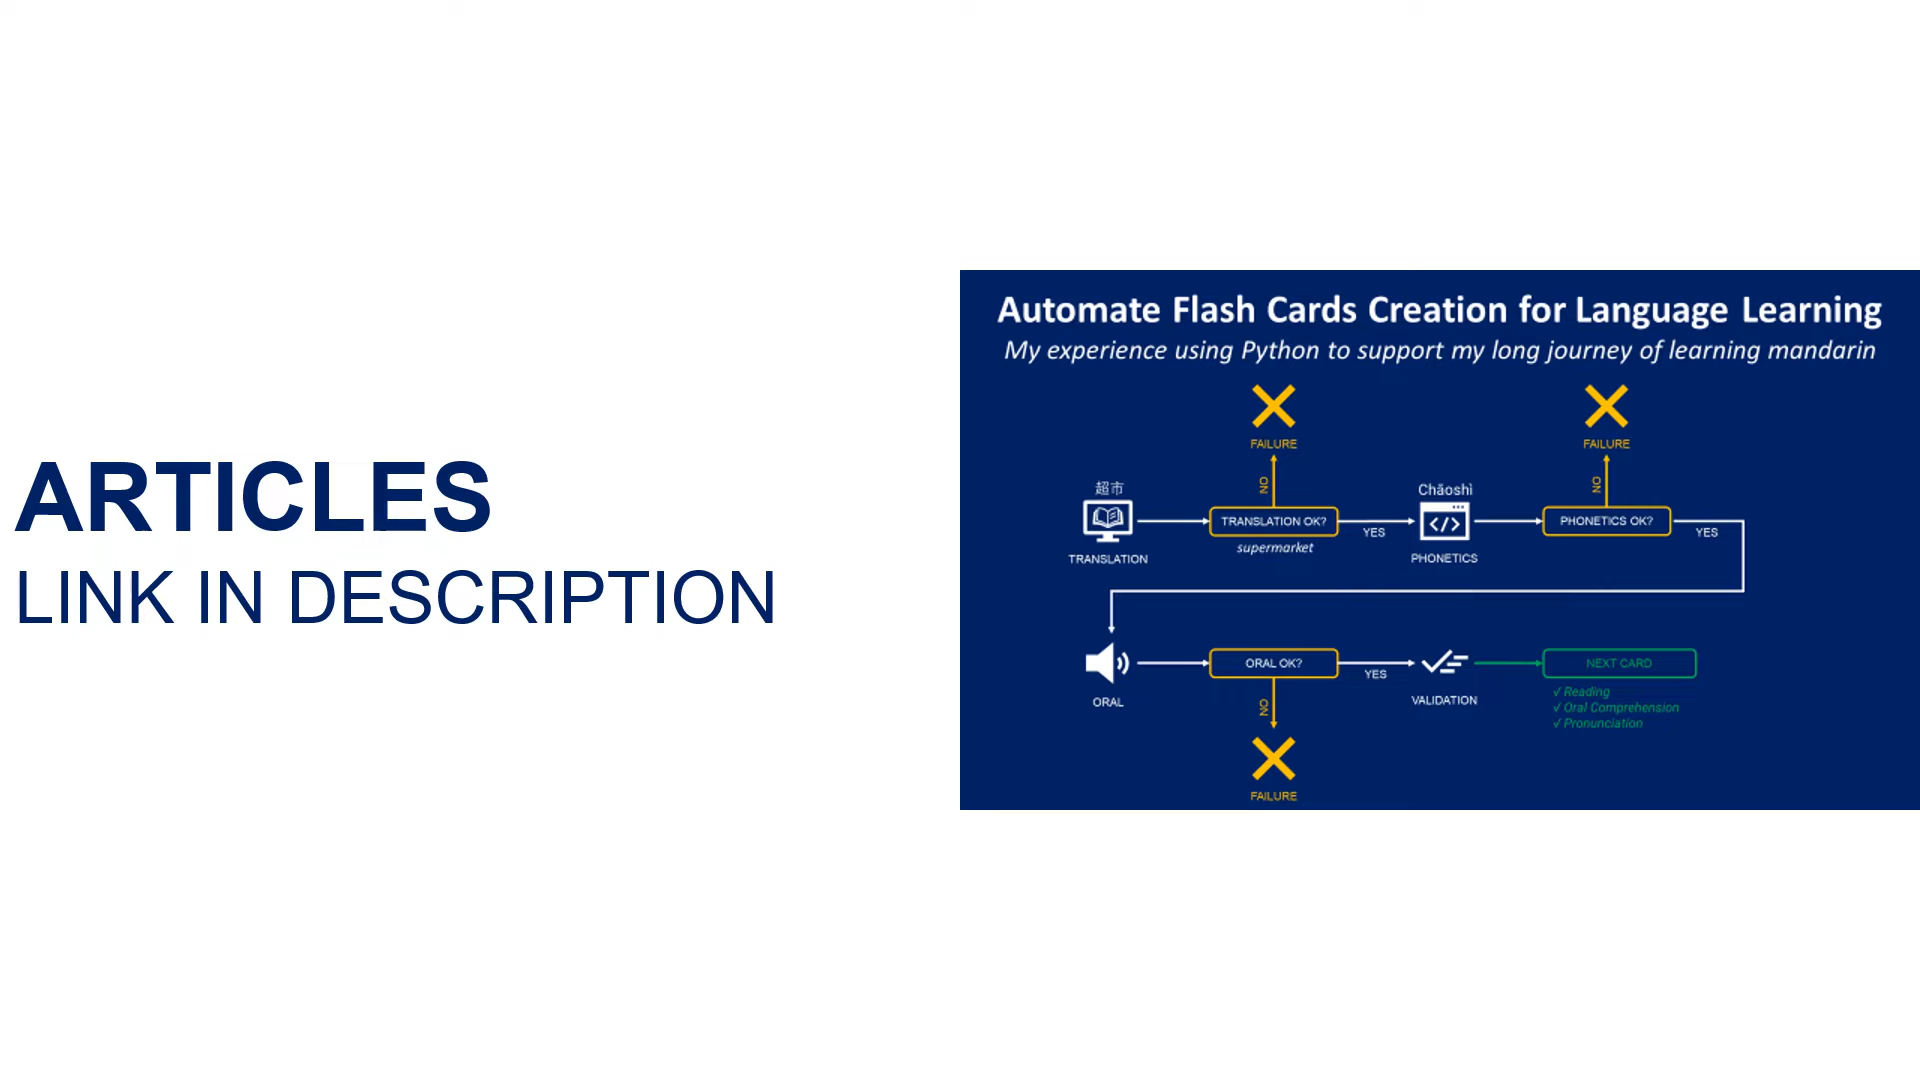 ARTICLES
LINK IN DESCRIPTION
Automate Flash Cards Creation for Language Learning
My experience using Python to support my long journey of learning mandarin
FAILURE
FAILURE
NO
NO
超市
Chāoshì
TRANSLATION OK?
YES
PHONETICS OK?
YES
supermarket
TRANSLATION
PHONETICS
ORAL OK?
YES
NEXT CARD
ORAL
VALIDATION
✓ Reading
✓ Oral Comprehension
✓ Pronunciation
NO
FAILURE